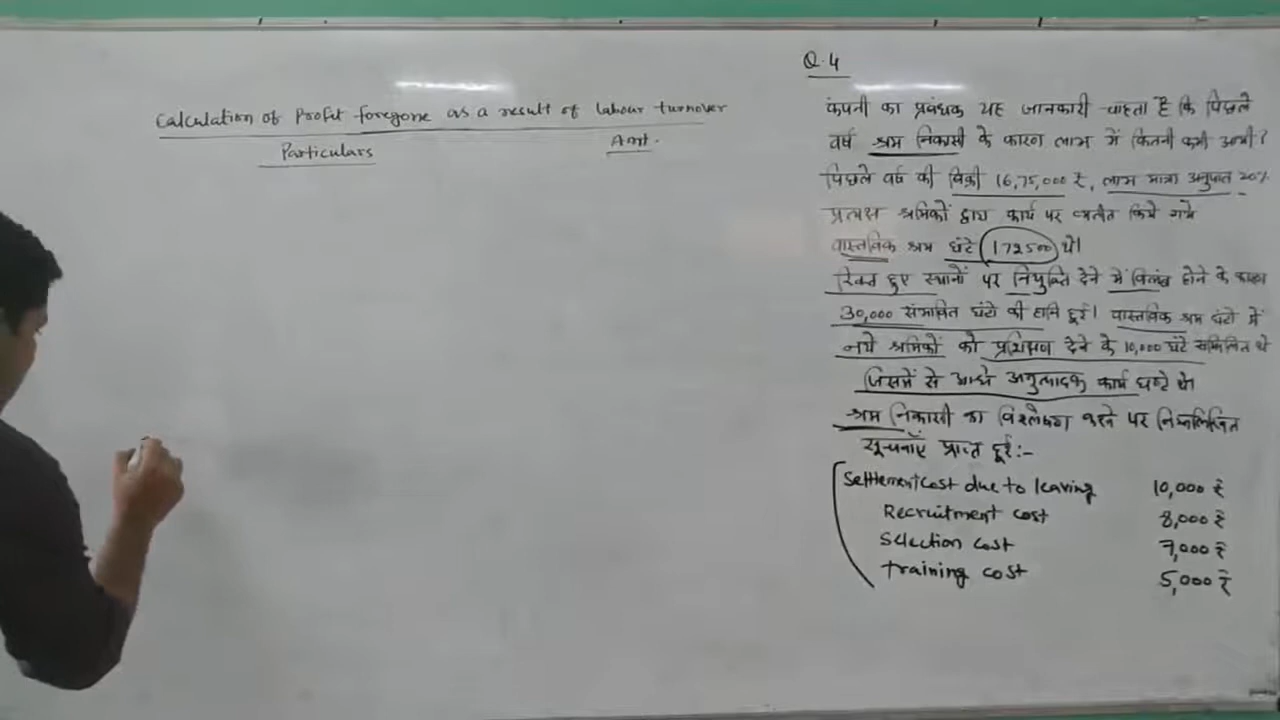 Calculation of Profit foregone as a result of labour turnover
Particulars
Amt.
Q.4
कंपनी का प्रबंधक यह जानकारी चाहता है कि पिछले
वर्ष श्रम निकासी के कारण लाभ में कितनी कमी आयी?
पिछले वर्ष की बिक्री 16,75,000 ₹, लाभ मात्रा अनुपात 20%
प्रत्यक्ष श्रमिकों द्वारा कार्य पर व्यतीत किये गये
वास्तविक श्रम घंटे 172500 थे।
रिक्त हुए स्थानों पर नियुक्ति देने में विलंब होने के कारण
30,000 संभावित घंटो की हानि हुई। वास्तविक श्रम घंटो में
नये श्रमिकों को प्रशिक्षण देने के 10,000 घंटे सम्मिलित थे
जिसमें से आधे अनुत्पादक कार्य घण्टे थे।
श्रम निकासी का विश्लेषण करने पर निम्नलिखित
सूचनाएँ प्राप्त हुई:-
Settlement cost due to leaving 10,000 ₹
Recruitment cost 8,000 ₹
Selection cost 7,000 ₹
training cost 5,000 ₹